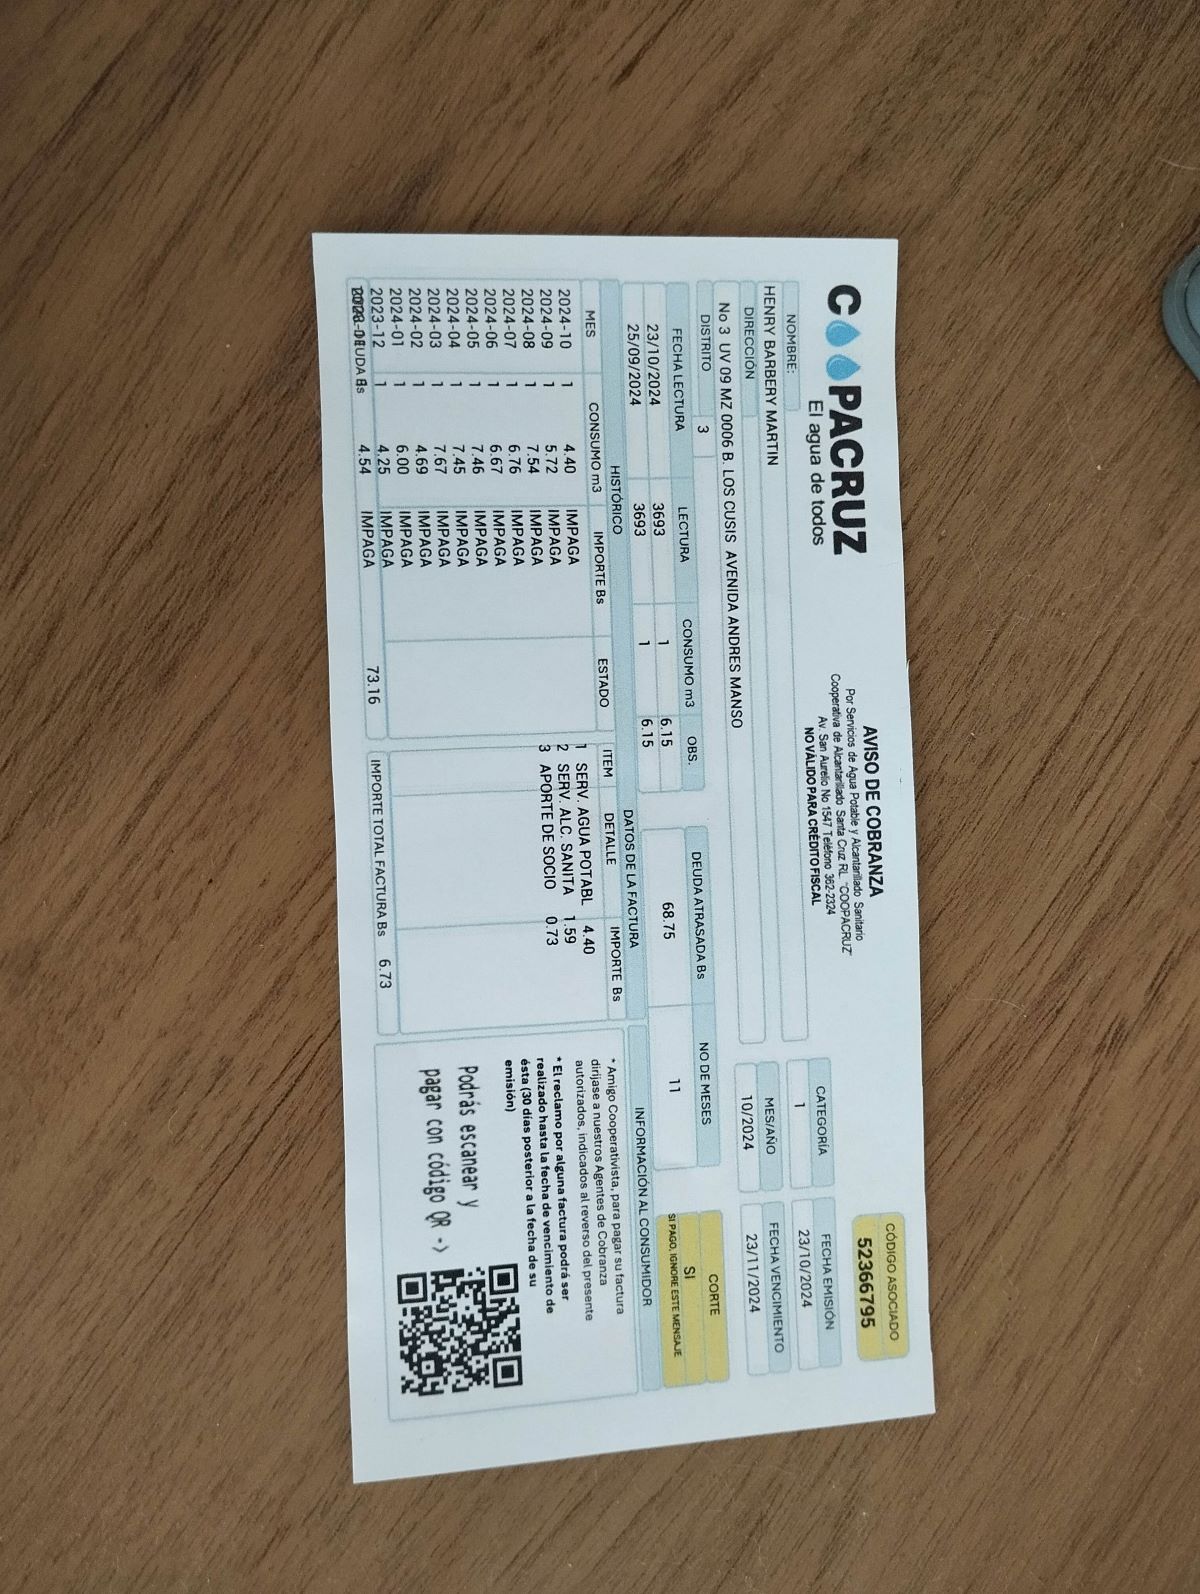 COOPACRUZ
El agua de todos
AVISO DE COBRANZA
Por Servicios de Agua Potable y Alcantarillado Sanitario
Cooperativa de Alcantarillado Santa Cruz RL. "COOPACRUZ"
Av. San Aurelio No 1547 Teléfono 362-2324
NO VÁLIDO PARA CRÉDITO FISCAL
CÓDIGO ASOCIADO
52366795
NOMBRE:
HENRY BARBERY MARTIN
CATEGORÍA
1
FECHA EMISIÓN
23/10/2024
DIRECCIÓN
No 3 UV 09 MZ 0006 B. LOS CUSIS AVENIDA ANDRES MANSO
MES/AÑO
10/2024
FECHA VENCIMIENTO
23/11/2024
DISTRITO 3
FECHA LECTURA LECTURA CONSUMO m3 OBS.
23/10/2024 3693 1 6.15
25/09/2024 3693 1 6.15
DEUDA ATRASADA Bs NO DE MESES
68.75 11
CORTE
SI
SI PAGO, IGNORE ESTE MENSAJE
HISTÓRICO
MES CONSUMO m3 IMPORTE Bs ESTADO
2024-10 1 4.40 IMPAGA
2024-09 1 5.72 IMPAGA
2024-08 1 7.54 IMPAGA
2024-07 1 6.76 IMPAGA
2024-06 1 6.67 IMPAGA
2024-05 1 7.46 IMPAGA
2024-04 1 7.45 IMPAGA
2024-03 1 7.67 IMPAGA
2024-02 1 4.69 IMPAGA
2024-01 1 6.00 IMPAGA
2023-12 1 4.25 IMPAGA
4.54 IMPAGA
73.16
DATOS DE LA FACTURA
ITEM DETALLE IMPORTE Bs
1 SERV. AGUA POTABL 4.40
2 SERV. ALC. SANITA 1.59
3 APORTE DE SOCIO 0.73
IMPORTE TOTAL FACTURA Bs 6.73
INFORMACIÓN AL CONSUMIDOR
* Amigo Cooperativista, para pagar su factura
diríjase a nuestros Agentes de Cobranza
autorizados, indicados al reverso del presente
* El reclamo por alguna factura podrá ser
realizado hasta la fecha de vencimiento de
ésta (30 días posterior a la fecha de su
emisión)
Podrás escanear y
pagar con código QR ->